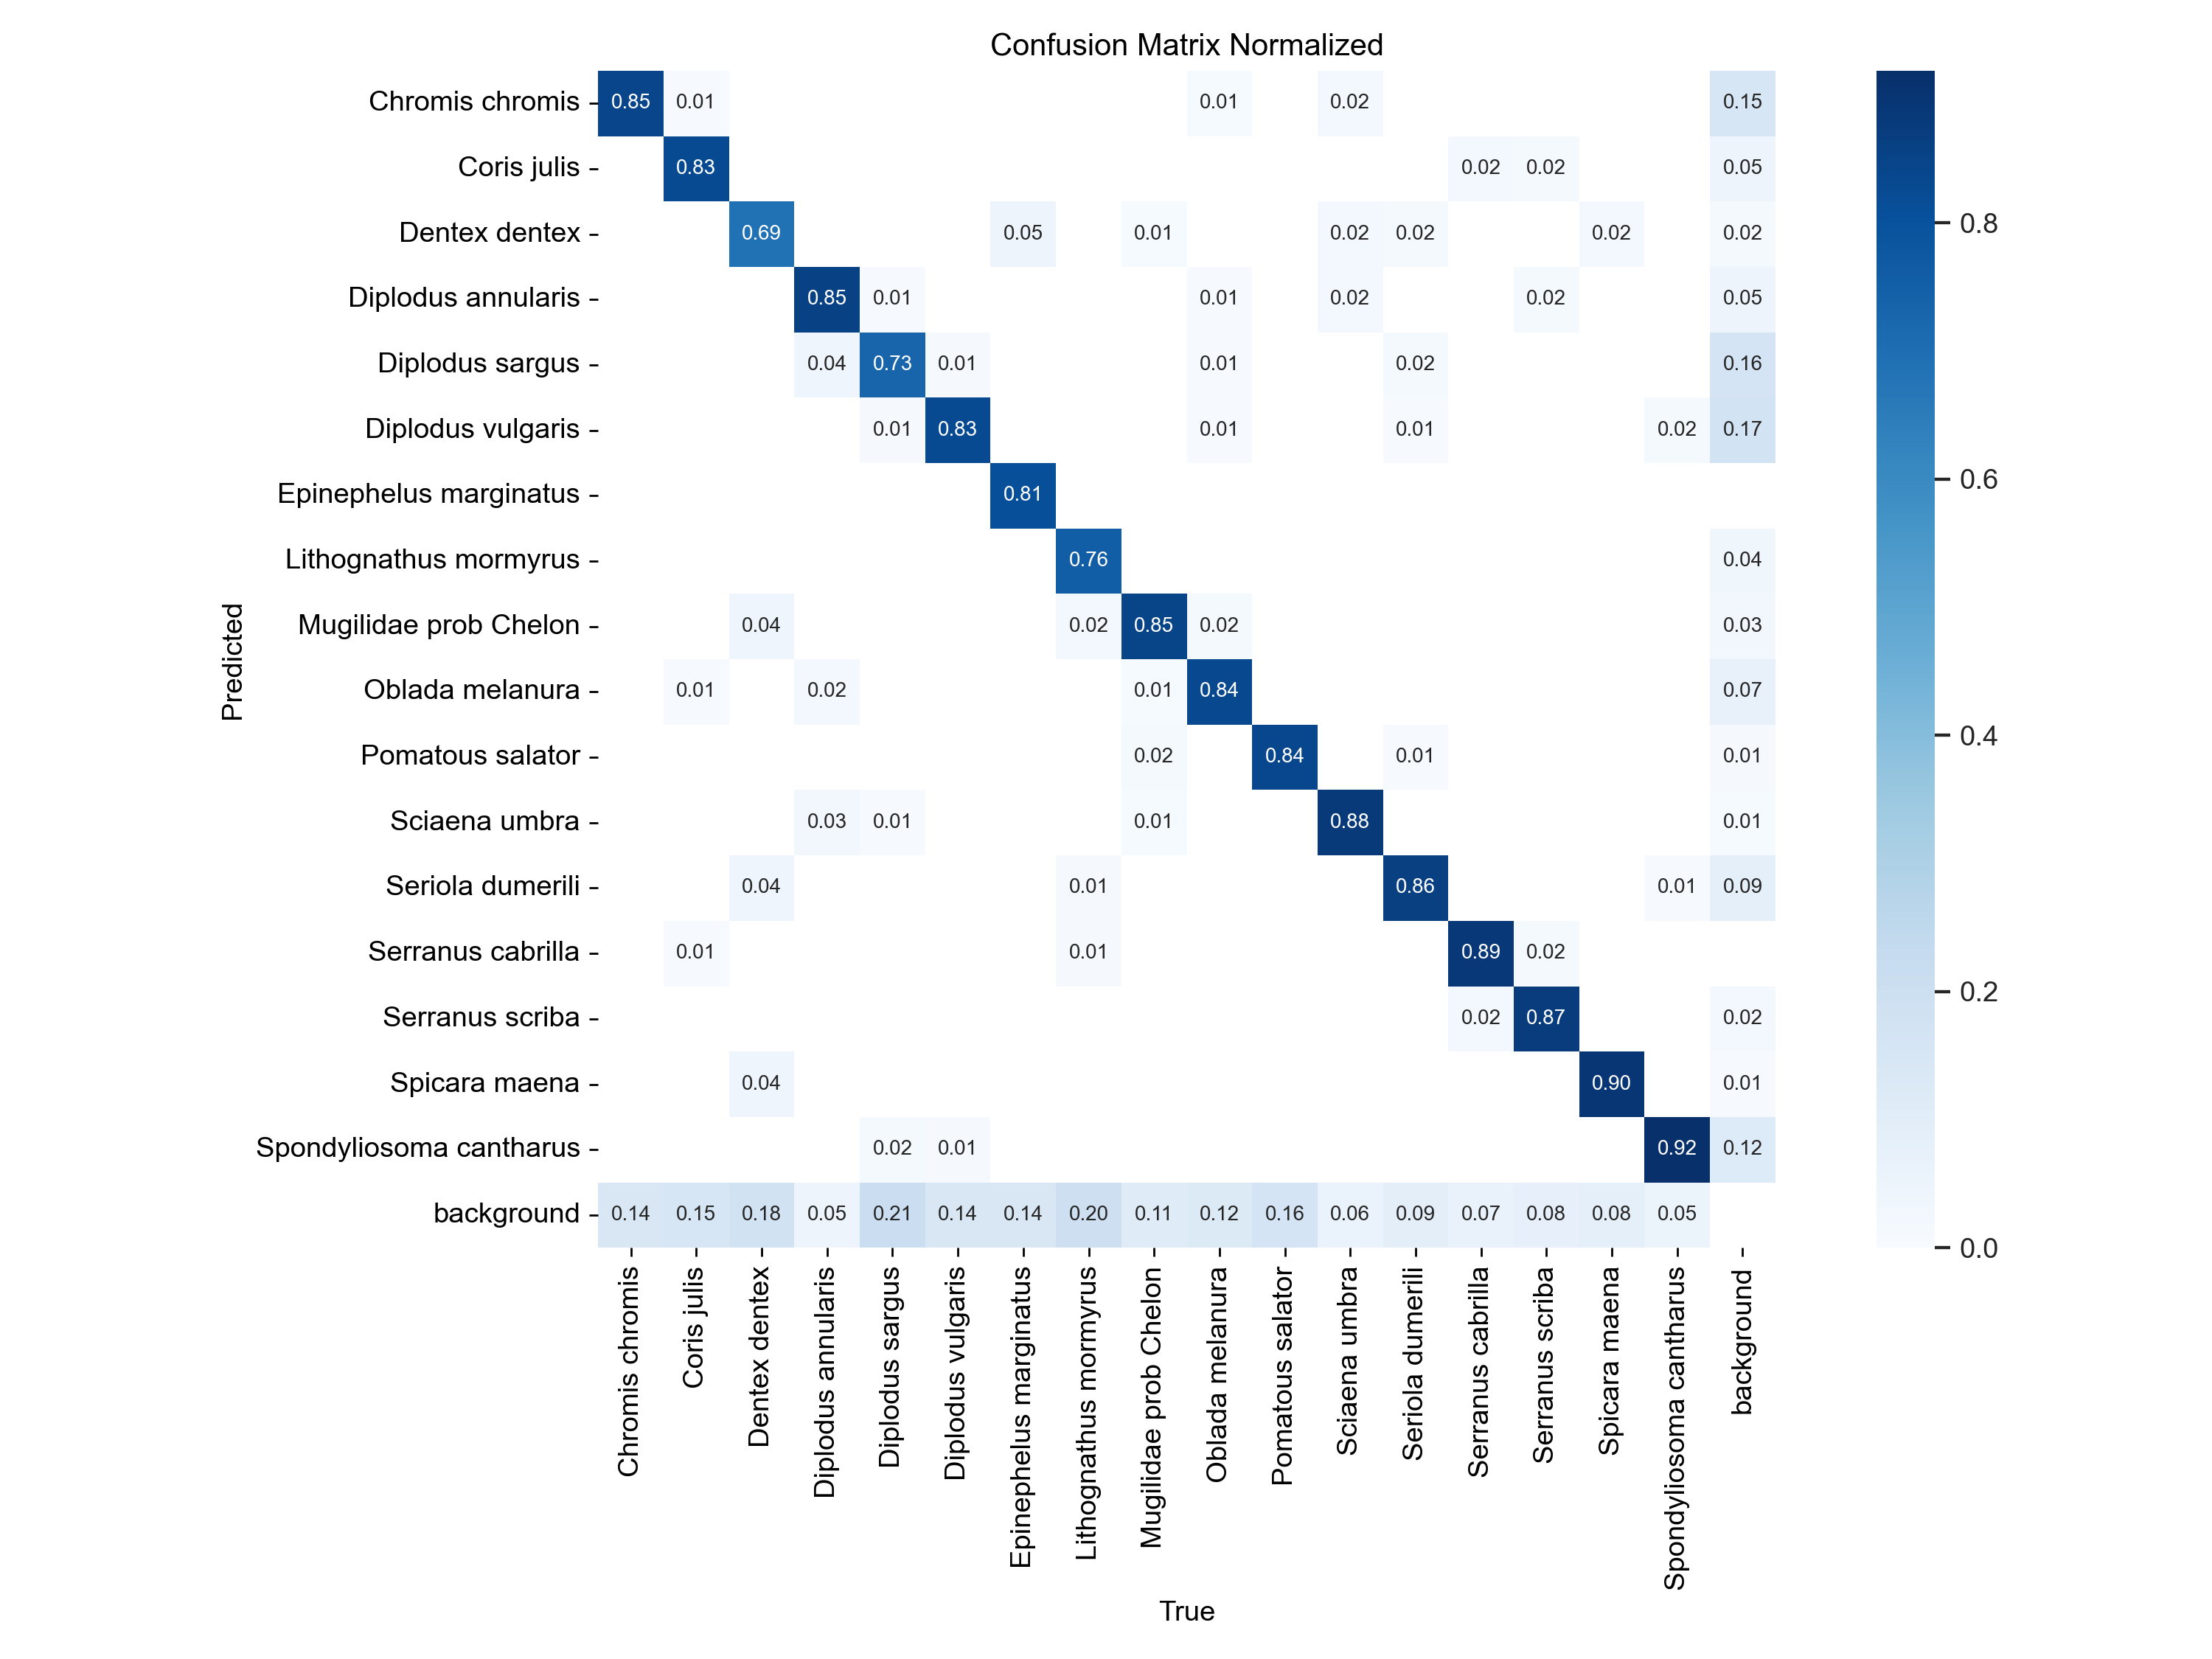 Confusion Matrix Normalized
Chromis chromis 0.85 0.01 0.01 0.02 0.15
Coris julis 0.83 0.02 0.02 0.05
Dentex dentex 0.69 0.05 0.01 0.02 0.02 0.02 0.02
Diplodus annularis 0.85 0.01 0.01 0.02 0.02 0.05
Diplodus sargus 0.04 0.73 0.01 0.01 0.02 0.16
Diplodus vulgaris 0.01 0.83 0.01 0.01 0.02 0.17
Epinephelus marginatus 0.81
Lithognathus mormyrus 0.76 0.04
Mugilidae prob Chelon 0.04 0.02 0.85 0.02 0.03
Oblada melanura 0.01 0.02 0.01 0.84 0.07
Pomatous salator 0.02 0.84 0.01 0.01
Sciaena umbra 0.03 0.01 0.01 0.88 0.01
Seriola dumerili 0.04 0.01 0.86 0.01 0.09
Serranus cabrilla 0.01 0.01 0.89 0.02
Serranus scriba 0.02 0.87 0.02
Spicara maena 0.04 0.90 0.01
Spondyliosoma cantharus 0.02 0.01 0.92 0.12
background 0.14 0.15 0.18 0.05 0.21 0.14 0.14 0.20 0.11 0.12 0.16 0.06 0.09 0.07 0.08 0.08 0.05
Predicted
Chromis chromis
Coris julis
Dentex dentex
Diplodus annularis
Diplodus sargus
Diplodus vulgaris
Epinephelus marginatus
Lithognathus mormyrus
Mugilidae prob Chelon
Oblada melanura
Pomatous salator
Sciaena umbra
Seriola dumerili
Serranus cabrilla
Serranus scriba
Spicara maena
Spondyliosoma cantharus
background
True
0.8
0.6
0.4
0.2
0.0